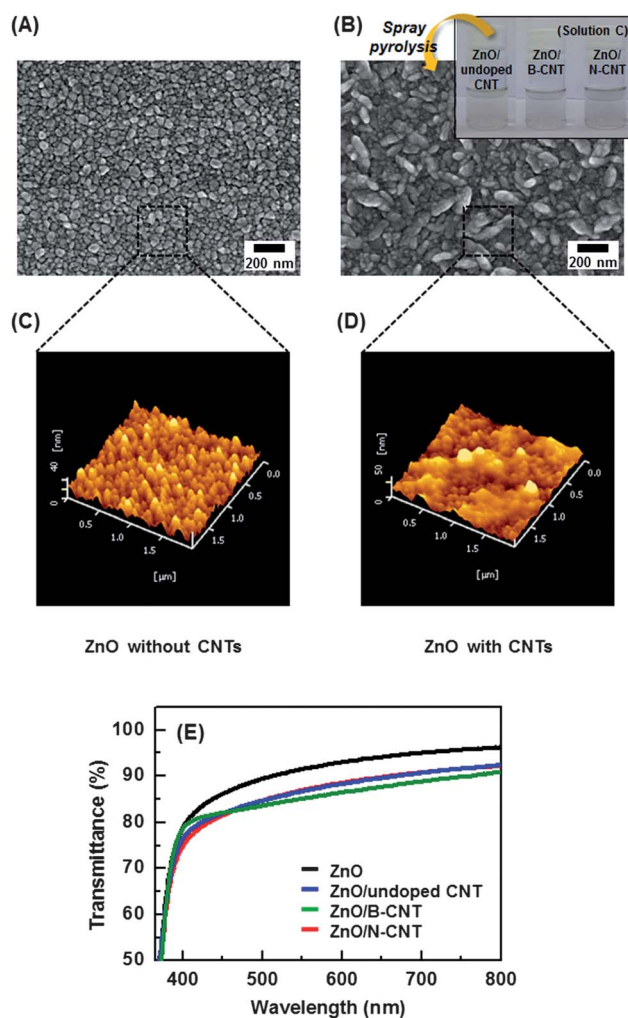 (A)
(B)
Spray
pyrolysis
(Solution C)
ZnO/
undoped
CNT
ZnO/
B-CNT
ZnO/
N-CNT
200 nm
200 nm
(C)
(D)
[nm]
40
0
0.5
1.0
1.5
[µm]
0.0
0.5
1.0
1.5
[nm]
50
0
0.5
1.0
1.5
[µm]
0.0
0.5
1.0
1.5
ZnO without CNTs
ZnO with CNTs
(E)
Transmittance (%)
100
90
80
70
60
50
ZnO
ZnO/undoped CNT
ZnO/B-CNT
ZnO/N-CNT
400
500
600
700
800
Wavelength (nm)